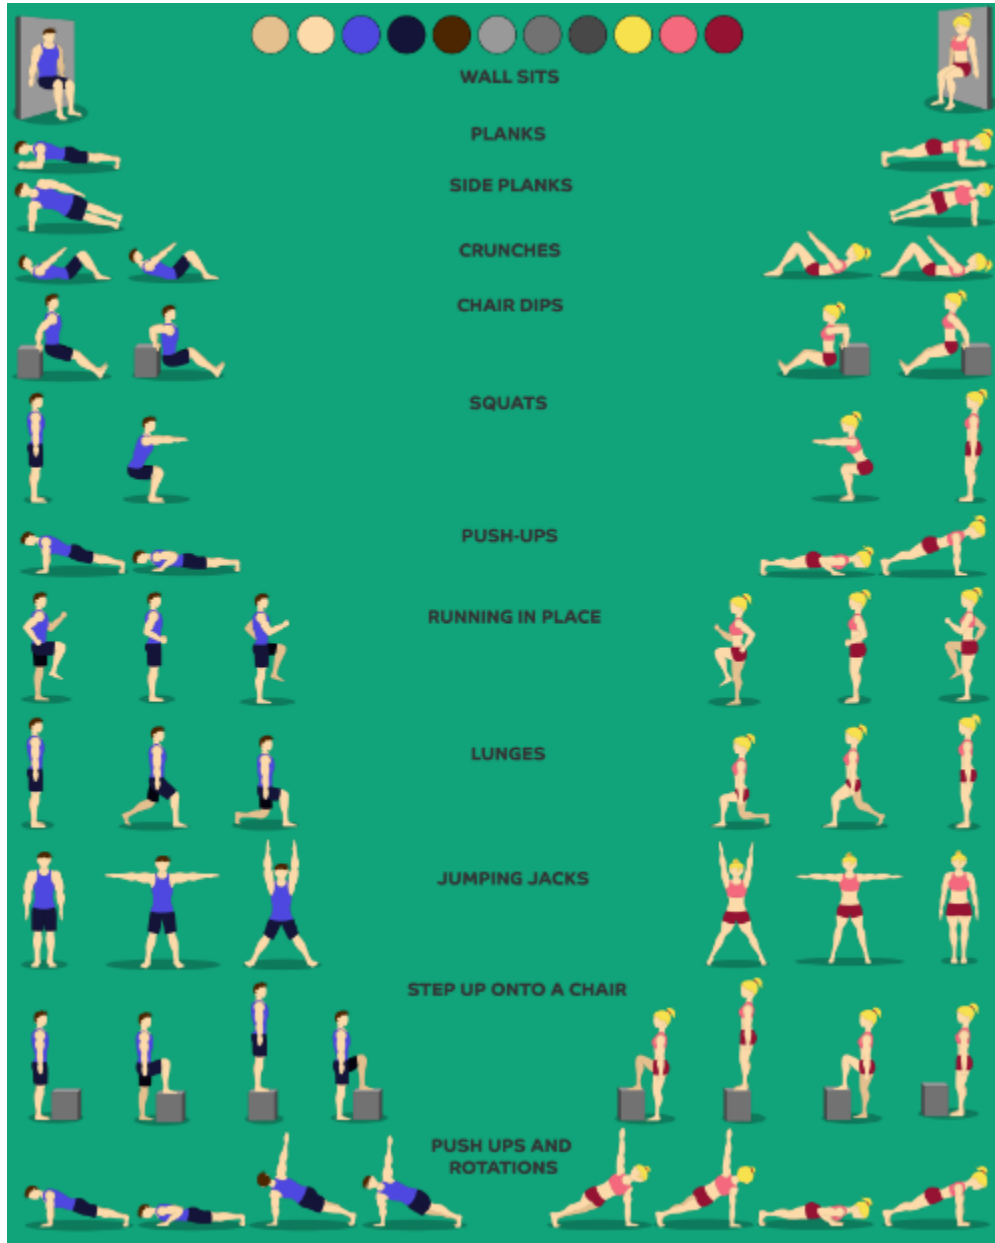 WALL SITS
PLANKS
SIDE PLANKS
CRUNCHES
CHAIR DIPS
SQUATS
PUSH-UPS
RUNNING IN PLACE
LUNGES
JUMPING JACKS
STEP UP ONTO A CHAIR
PUSH UPS AND
ROTATIONS